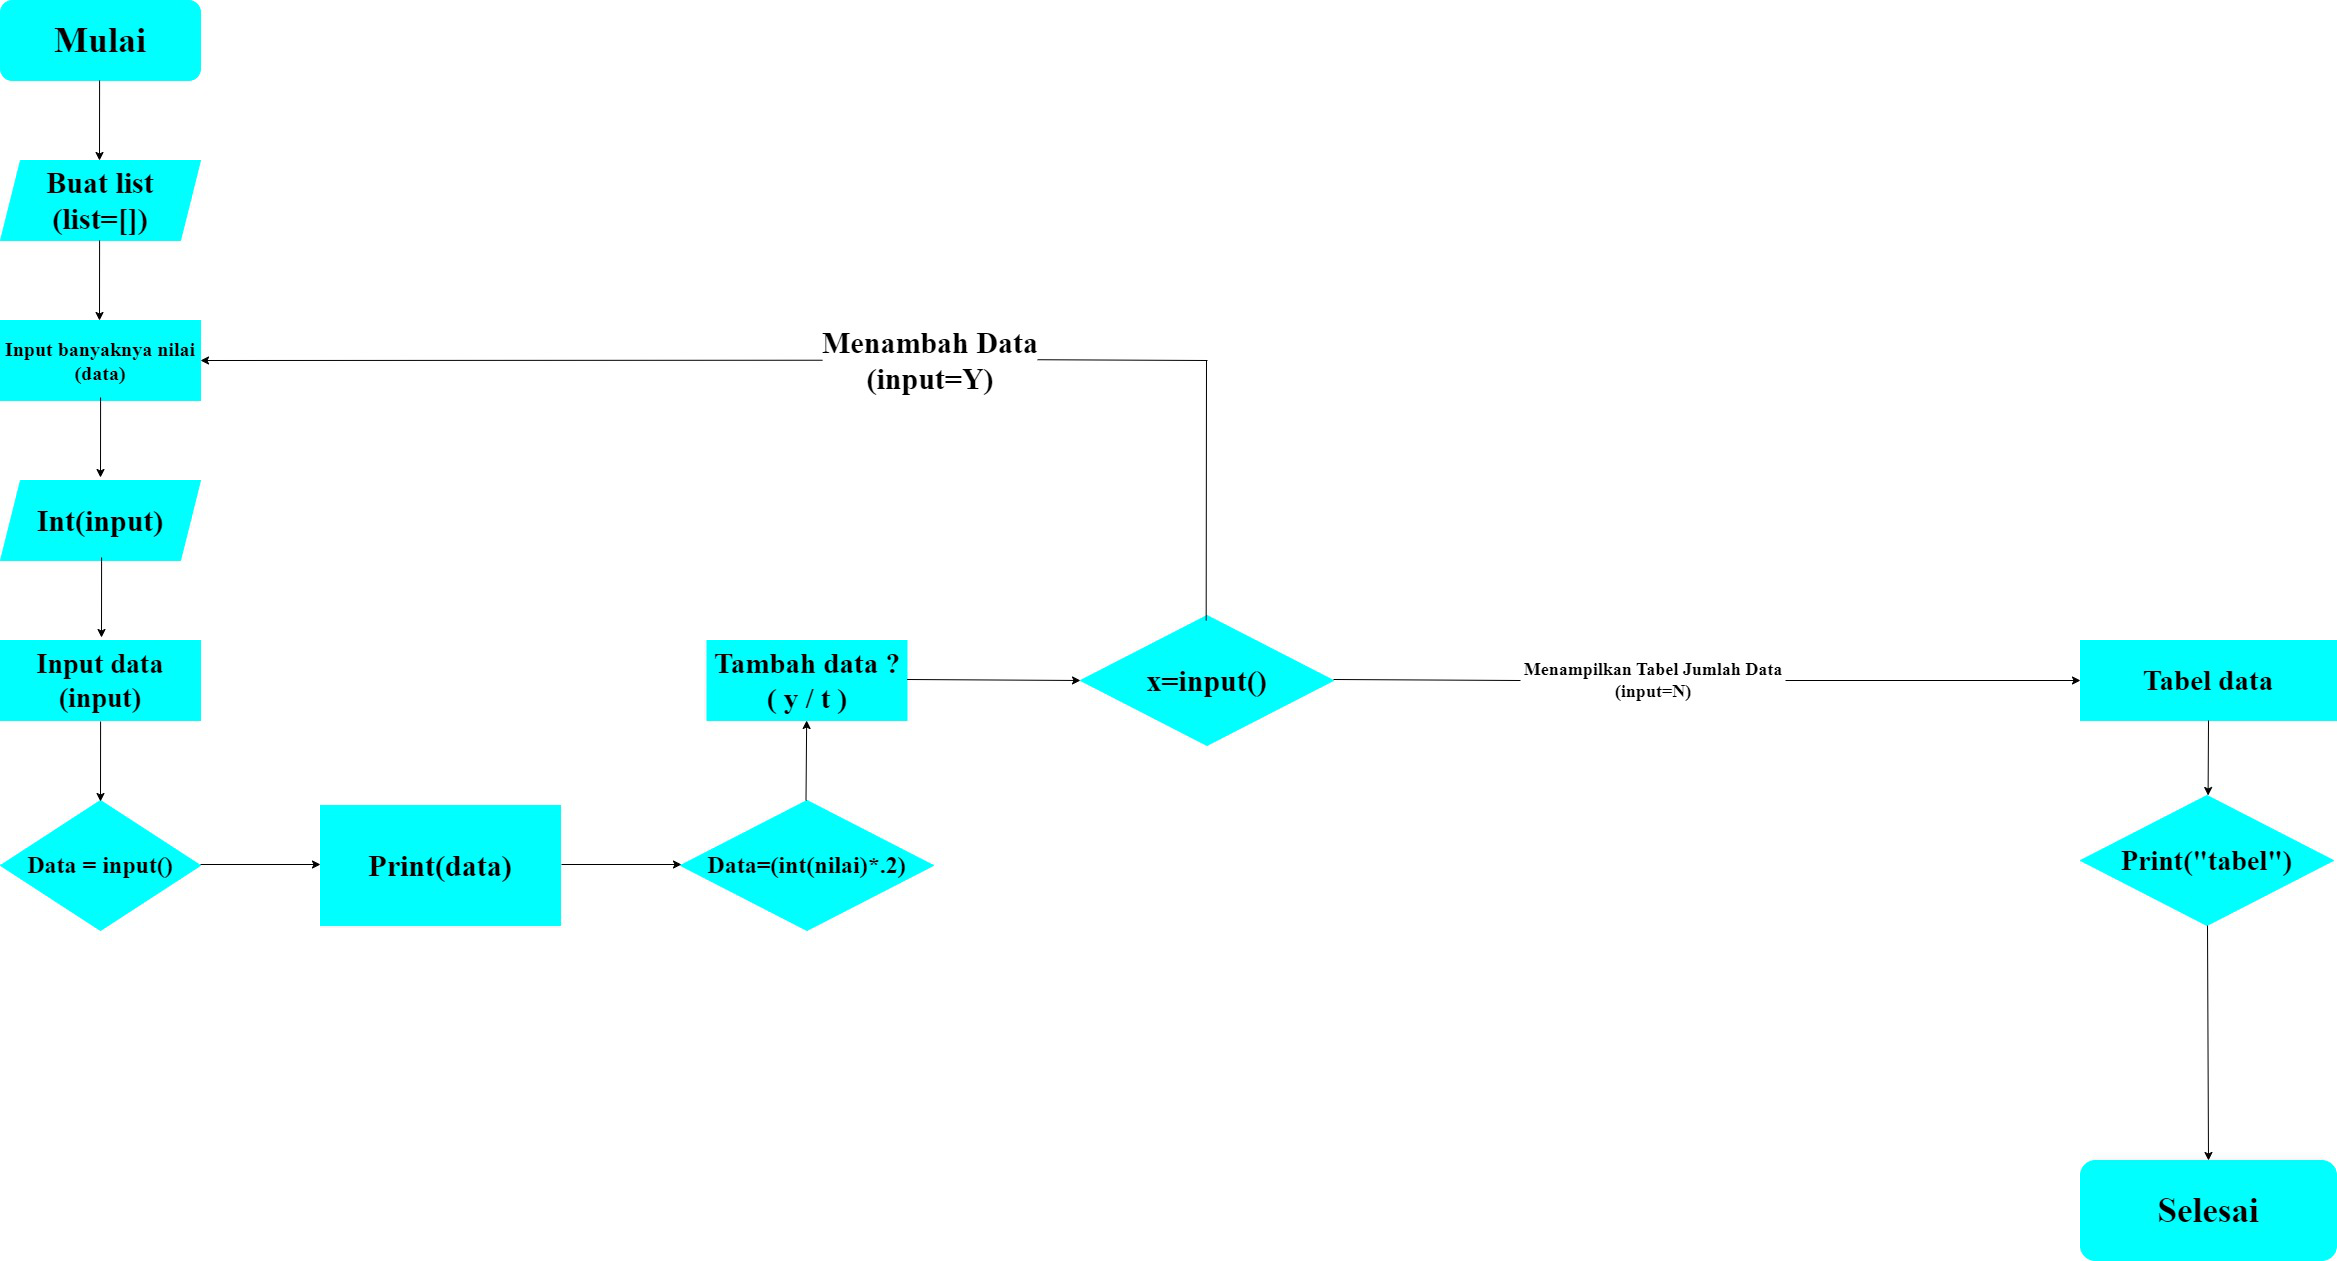 Mulai
Buat list
(list=[])
Input banyaknya nilai
(data)
Menambah Data
(input=Y)
Int(input)
Input data
(input)
Data = input()
Print(data)
Data=(int(nilai)*.2)
Tambah data ?
( y / t )
x=input()
Menampilkan Tabel Jumlah Data
(input=N)
Tabel data
Print("tabel")
Selesai